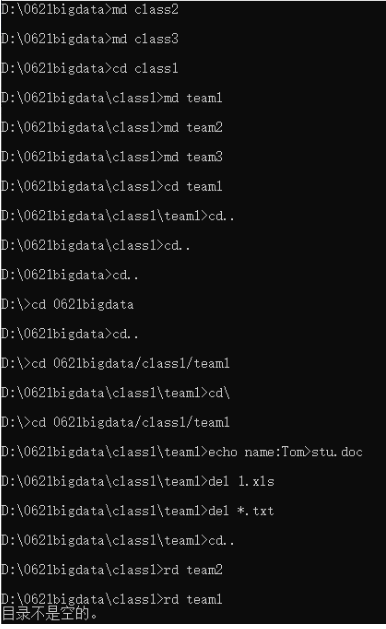 D:\0621bigdata>md class2
D:\0621bigdata>md class3
D:\0621bigdata>cd class1
D:\0621bigdata\class1>md team1
D:\0621bigdata\class1>md team2
D:\0621bigdata\class1>md team3
D:\0621bigdata\class1>cd team1
D:\0621bigdata\class1\team1>cd..
D:\0621bigdata\class1>cd..
D:\0621bigdata>cd..
D:\>cd 0621bigdata
D:\0621bigdata>cd..
D:\>cd 0621bigdata/class1/team1
D:\0621bigdata\class1\team1>cd\
D:\>cd 0621bigdata/class1/team1
D:\0621bigdata\class1\team1>echo name:Tom>stu.doc
D:\0621bigdata\class1\team1>del 1.xls
D:\0621bigdata\class1\team1>del *.txt
D:\0621bigdata\class1\team1>cd..
D:\0621bigdata\class1>rd team2
D:\0621bigdata\class1>rd team1
目录不是空的。